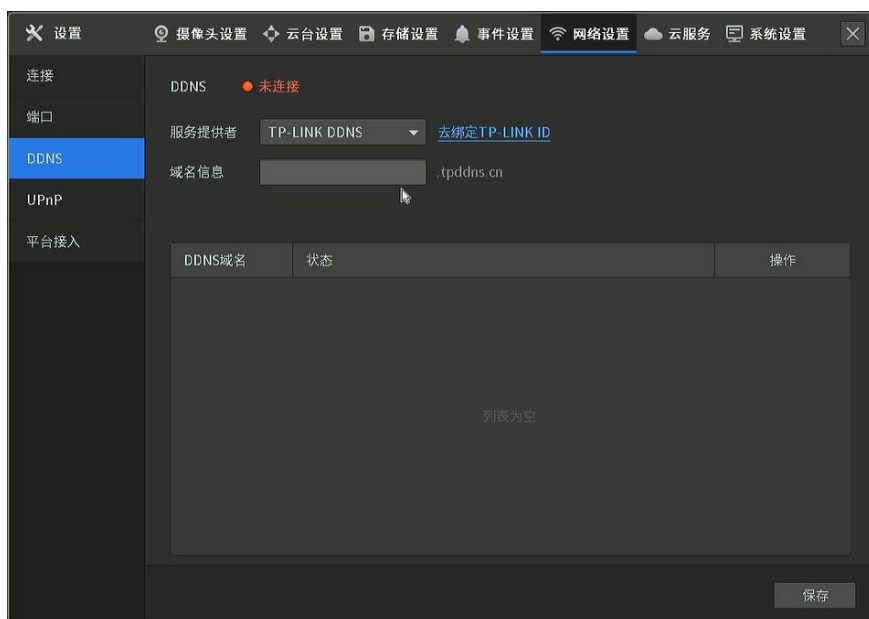 设置 摄像头设置 云台设置 存储设置 事件设置 网络设置 云服务 系统设置
连接
端口
DDNS
UPnP
平台接入
DDNS 未连接
服务提供者 TP-LINK DDNS 去绑定TP-LINK ID
域名信息 .tpddns.cn
DDNS域名 状态 操作
列表为空
保存